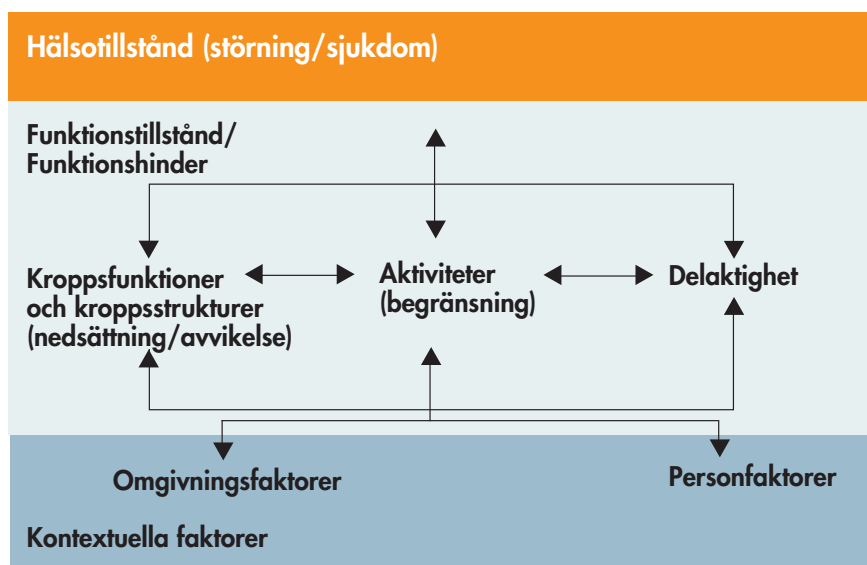 Hälsotillstånd (störning/sjukdom)
Funktionstillstånd/
Funktionshinder
Kroppsfunktioner
och kroppsstrukturer
(nedsättning/avvikelse)
Aktiviteter
(begränsning)
Delaktighet
Omgivningsfaktorer
Personfaktorer
Kontextuella faktorer